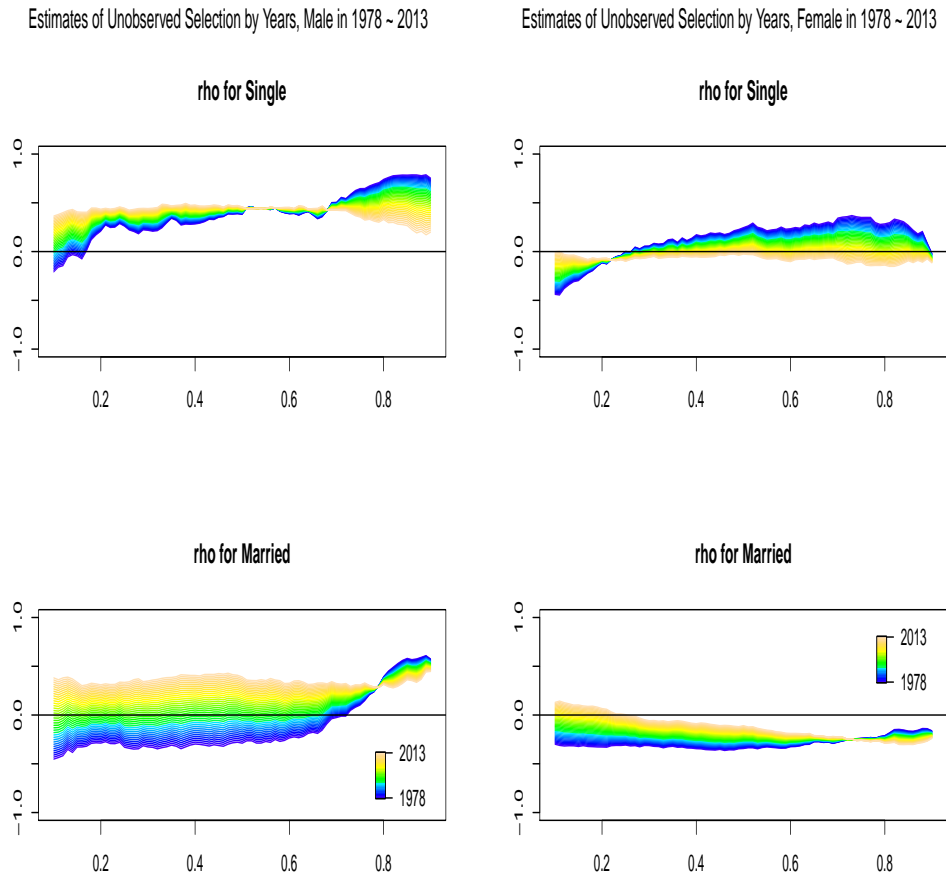 Estimates of Unobserved Selection by Years, Male in 1978 ~ 2013
rho for Single
1.0
0.0
−1.0
0.2 0.4 0.6 0.8
rho for Married
1.0
0.0
−1.0
2013
1978
0.2 0.4 0.6 0.8
Estimates of Unobserved Selection by Years, Female in 1978 ~ 2013
rho for Single
1.0
0.0
−1.0
0.2 0.4 0.6 0.8
rho for Married
1.0
0.0
−1.0
2013
1978
0.2 0.4 0.6 0.8